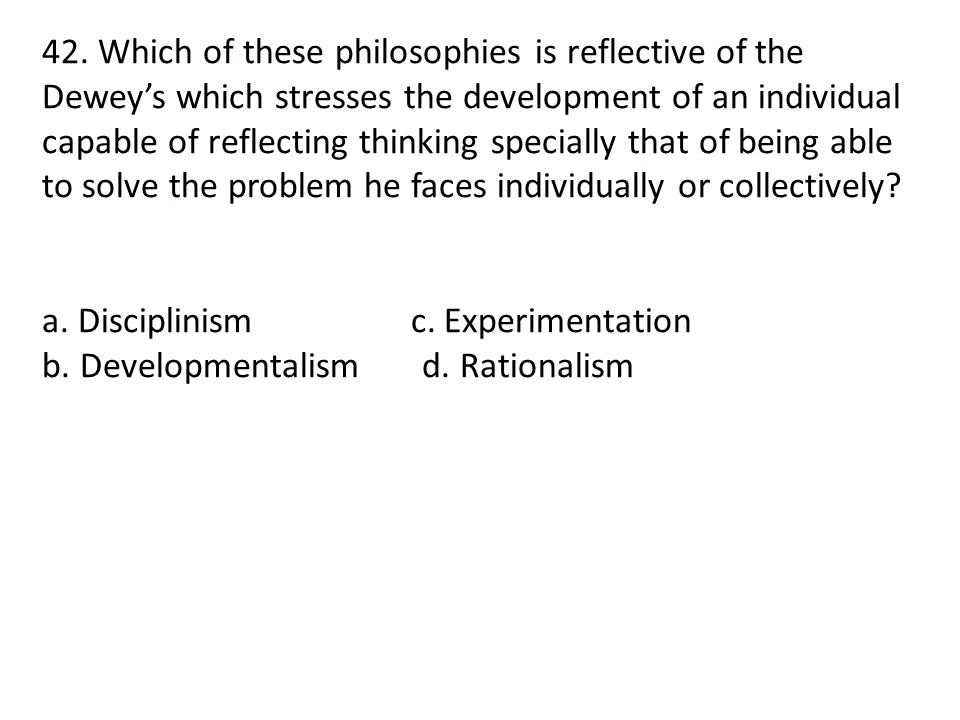 42. Which of these philosophies is reflective of the
Dewey’s which stresses the development of an individual
capable of reflecting thinking specially that of being able
to solve the problem he faces individually or collectively?
a. Disciplinism c. Experimentation
b. Developmentalism d. Rationalism